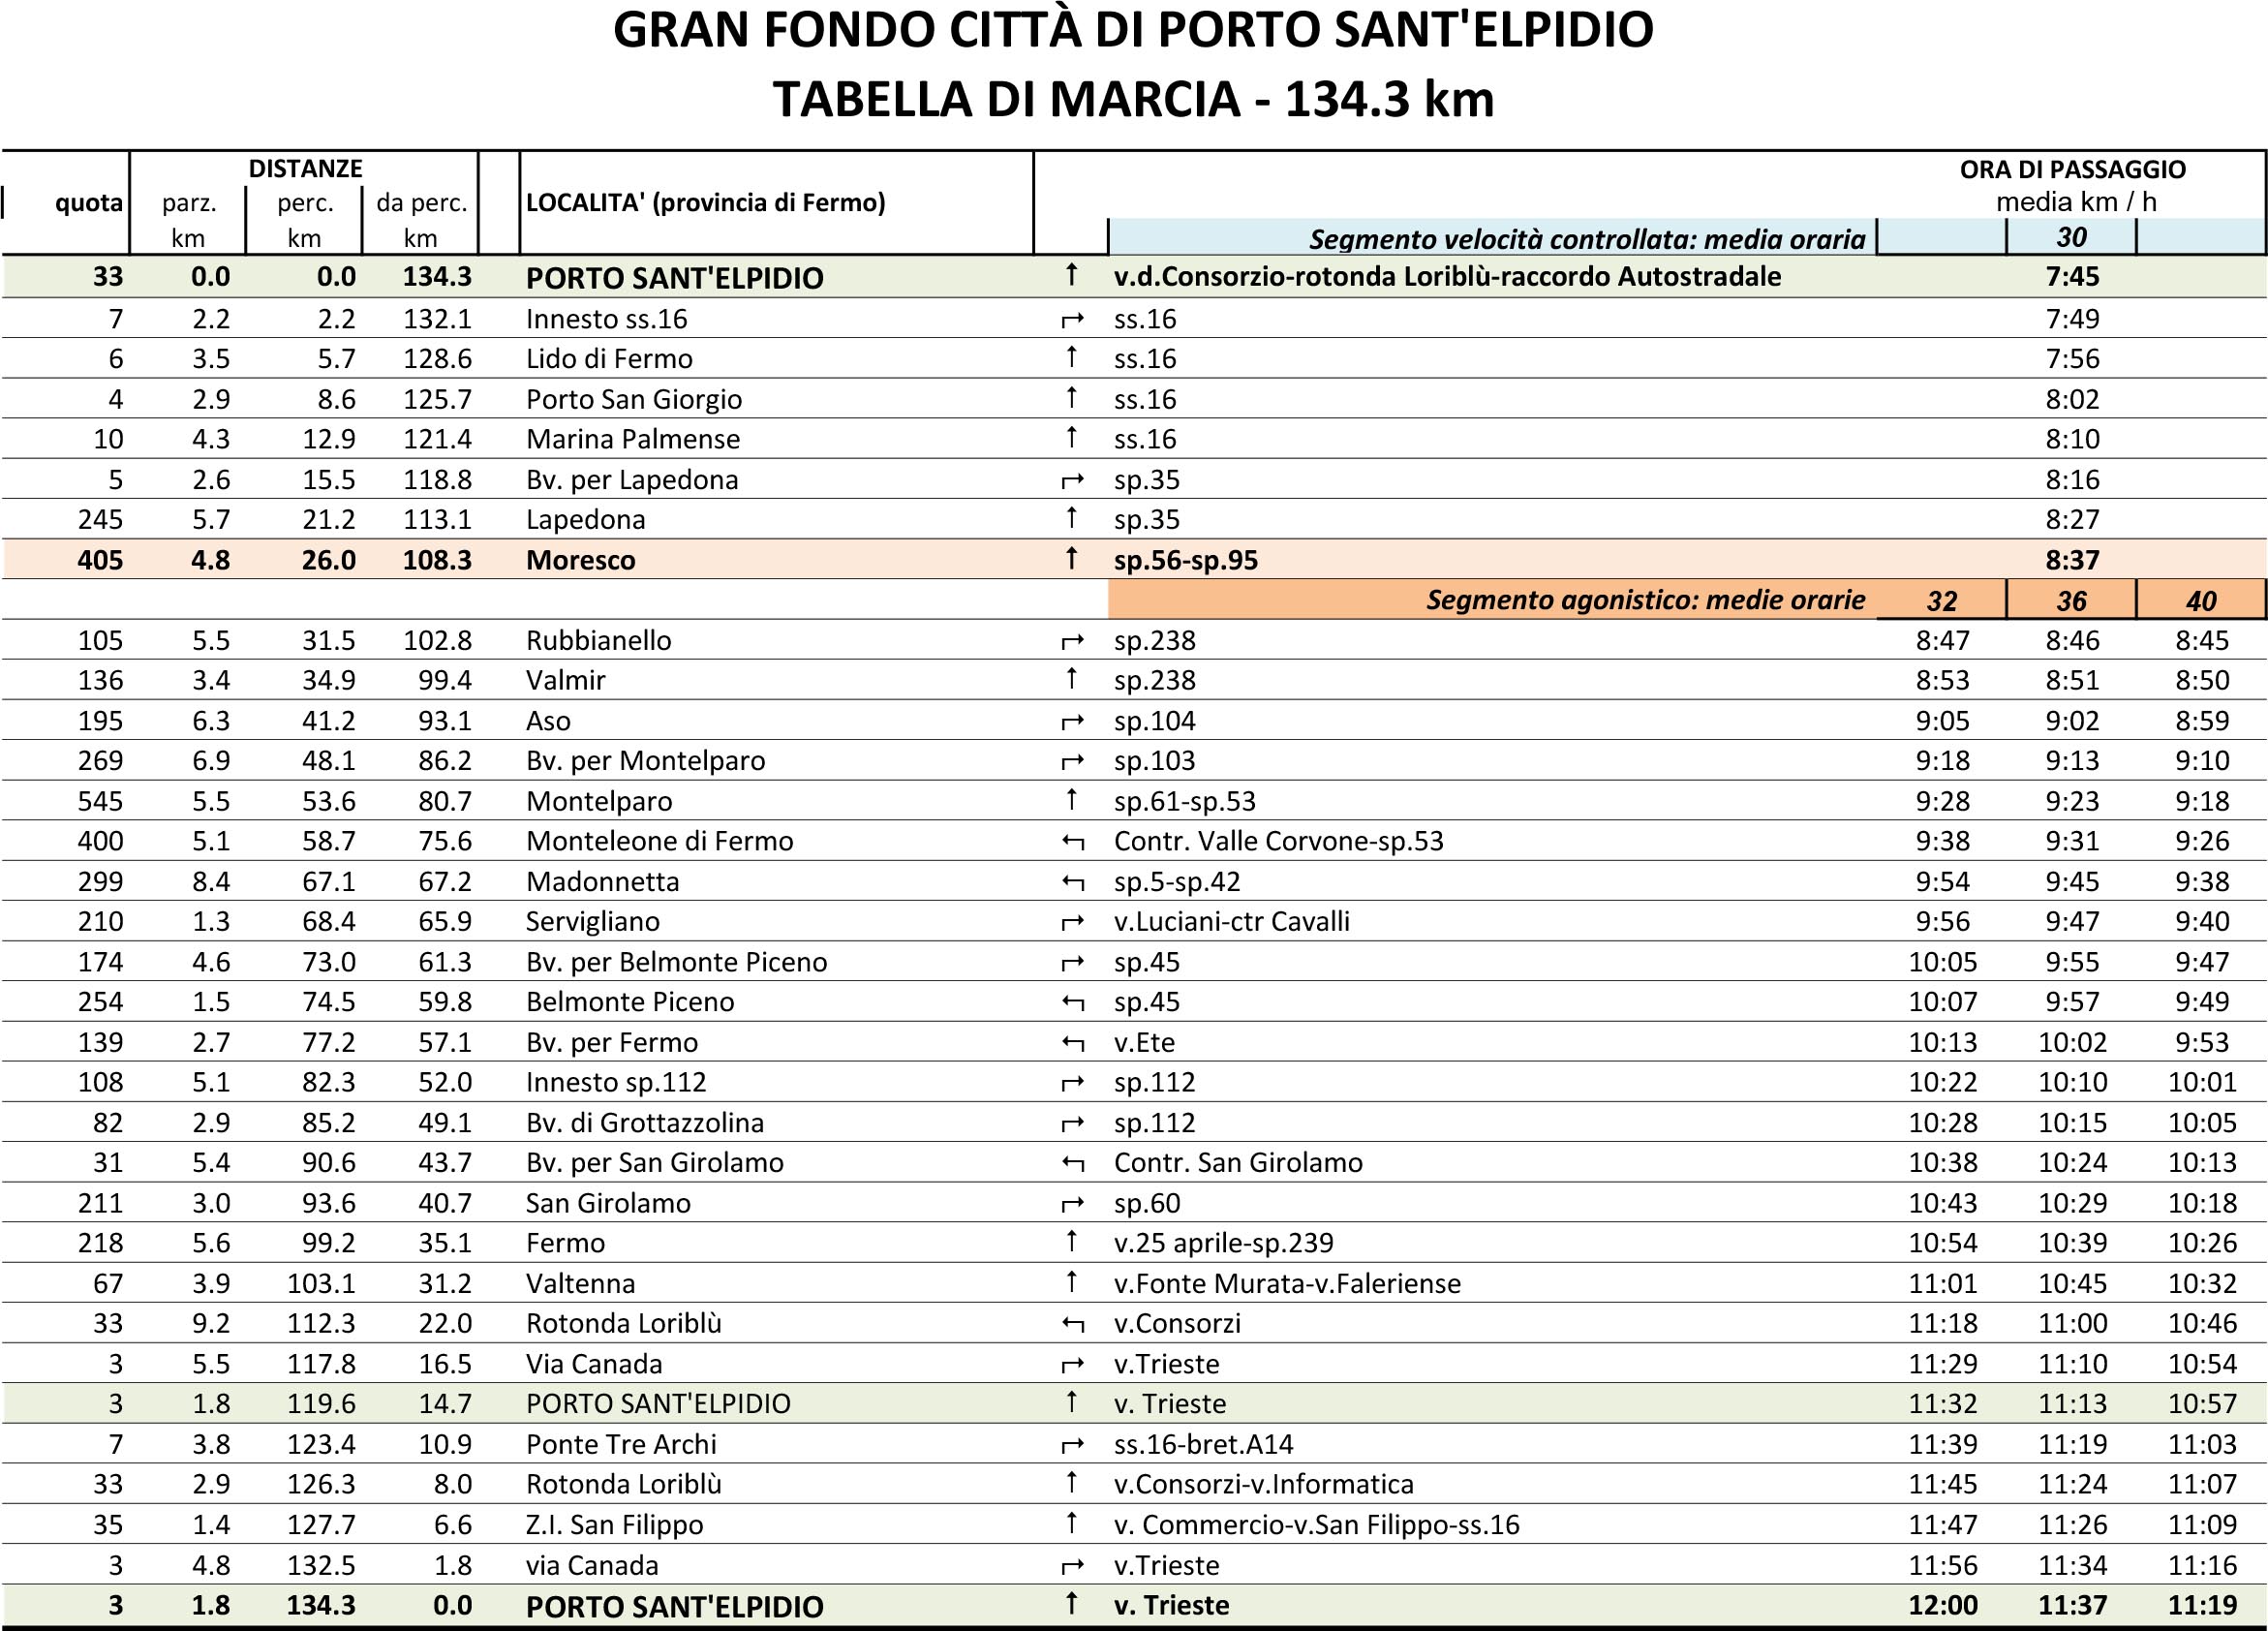 GRAN FONDO CITTÀ DI PORTO SANT'ELPIDIO
TABELLA DI MARCIA - 134.3 km
DISTANZE ORA DI PASSAGGIO
quota parz. perc. da perc. LOCALITA' (provincia di Fermo) media km / h
km km km Segmento velocità controllata: media oraria 30
33 0.0 0.0 134.3 PORTO SANT'ELPIDIO ↑ v.d.Consorzio-rotonda Loriblù-raccordo Autostradale 7:45
7 2.2 2.2 132.1 Innesto ss.16 ↱ ss.16 7:49
6 3.5 5.7 128.6 Lido di Fermo ↑ ss.16 7:56
4 2.9 8.6 125.7 Porto San Giorgio ↑ ss.16 8:02
10 4.3 12.9 121.4 Marina Palmense ↑ ss.16 8:10
5 2.6 15.5 118.8 Bv. per Lapedona ↱ sp.35 8:16
245 5.7 21.2 113.1 Lapedona ↑ sp.35 8:27
405 4.8 26.0 108.3 Moresco ↑ sp.56-sp.95 8:37
Segmento agonistico: medie orarie 32 36 40
105 5.5 31.5 102.8 Rubbianello ↱ sp.238 8:47 8:46 8:45
136 3.4 34.9 99.4 Valmir ↑ sp.238 8:53 8:51 8:50
195 6.3 41.2 93.1 Aso ↱ sp.104 9:05 9:02 8:59
269 6.9 48.1 86.2 Bv. per Montelparo ↱ sp.103 9:18 9:13 9:10
545 5.5 53.6 80.7 Montelparo ↑ sp.61-sp.53 9:28 9:23 9:18
400 5.1 58.7 75.6 Monteleone di Fermo ↰ Contr. Valle Corvone-sp.53 9:38 9:31 9:26
299 8.4 67.1 67.2 Madonnetta ↰ sp.5-sp.42 9:54 9:45 9:38
210 1.3 68.4 65.9 Servigliano ↱ v.Luciani-ctr Cavalli 9:56 9:47 9:40
174 4.6 73.0 61.3 Bv. per Belmonte Piceno ↱ sp.45 10:05 9:55 9:47
254 1.5 74.5 59.8 Belmonte Piceno ↰ sp.45 10:07 9:57 9:49
139 2.7 77.2 57.1 Bv. per Fermo ↰ v.Ete 10:13 10:02 9:53
108 5.1 82.3 52.0 Innesto sp.112 ↱ sp.112 10:22 10:10 10:01
82 2.9 85.2 49.1 Bv. di Grottazzolina ↱ sp.112 10:28 10:15 10:05
31 5.4 90.6 43.7 Bv. per San Girolamo ↰ Contr. San Girolamo 10:38 10:24 10:13
211 3.0 93.6 40.7 San Girolamo ↱ sp.60 10:43 10:29 10:18
218 5.6 99.2 35.1 Fermo ↑ v.25 aprile-sp.239 10:54 10:39 10:26
67 3.9 103.1 31.2 Valtenna ↑ v.Fonte Murata-v.Faleriense 11:01 10:45 10:32
33 9.2 112.3 22.0 Rotonda Loriblù ↰ v.Consorzi 11:18 11:00 10:46
3 5.5 117.8 16.5 Via Canada ↱ v.Trieste 11:29 11:10 10:54
3 1.8 119.6 14.7 PORTO SANT'ELPIDIO ↑ v. Trieste 11:32 11:13 10:57
7 3.8 123.4 10.9 Ponte Tre Archi ↱ ss.16-bret.A14 11:39 11:19 11:03
33 2.9 126.3 8.0 Rotonda Loriblù ↑ v.Consorzi-v.Informatica 11:45 11:24 11:07
35 1.4 127.7 6.6 Z.I. San Filippo ↑ v. Commercio-v.San Filippo-ss.16 11:47 11:26 11:09
3 4.8 132.5 1.8 via Canada ↱ v.Trieste 11:56 11:34 11:16
3 1.8 134.3 0.0 PORTO SANT'ELPIDIO ↑ v. Trieste 12:00 11:37 11:19